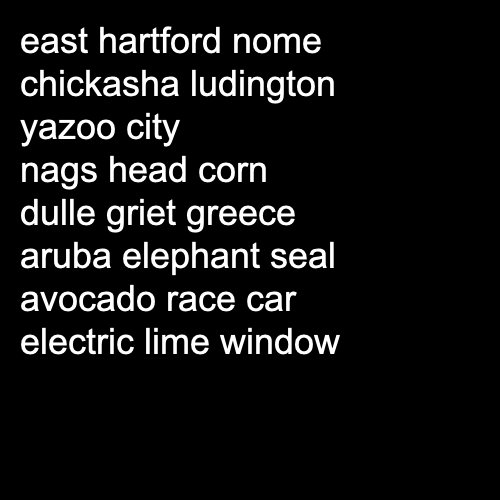 east hartford nome
chickasha ludington
yazoo city
nags head corn
dulle griet greece
aruba elephant seal
avocado race car
electric lime window